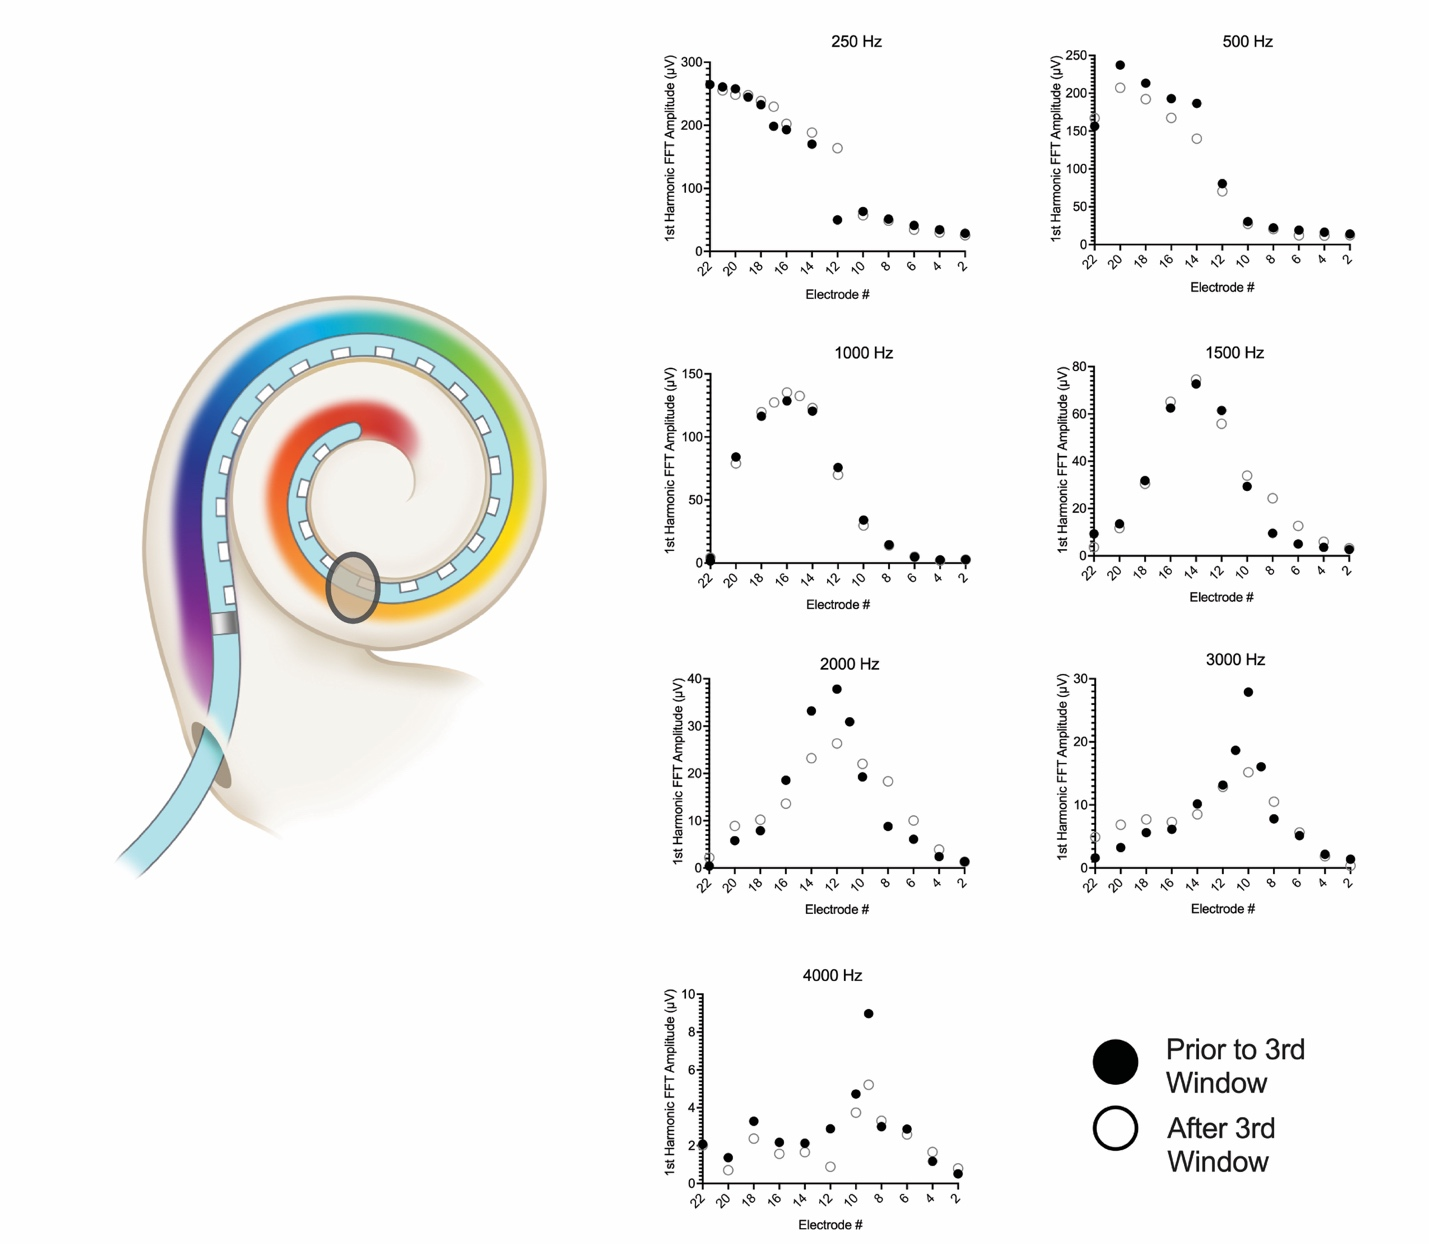 250 Hz
1st Harmonic FFT Amplitude (µV)
300
200
100
0
22 20 18 16 14 12 10 8 6 4 2
Electrode #
500 Hz
1st Harmonic FFT Amplitude (µV)
250
200
150
100
50
0
22 20 18 16 14 12 10 8 6 4 2
Electrode #
1000 Hz
1st Harmonic FFT Amplitude (µV)
150
100
50
0
22 20 18 16 14 12 10 8 6 4 2
Electrode #
1500 Hz
1st Harmonic FFT Amplitude (µV)
80
60
40
20
0
22 20 18 16 14 12 10 8 6 4 2
Electrode #
2000 Hz
1st Harmonic FFT Amplitude (µV)
40
30
20
10
0
22 20 18 16 14 12 10 8 6 4 2
Electrode #
3000 Hz
1st Harmonic FFT Amplitude (µV)
30
20
10
0
22 20 18 16 14 12 10 8 6 4 2
Electrode #
4000 Hz
1st Harmonic FFT Amplitude (µV)
10
8
6
4
2
0
22 20 18 16 14 12 10 8 6 4 2
Electrode #
Prior to 3rd
Window
After 3rd
Window